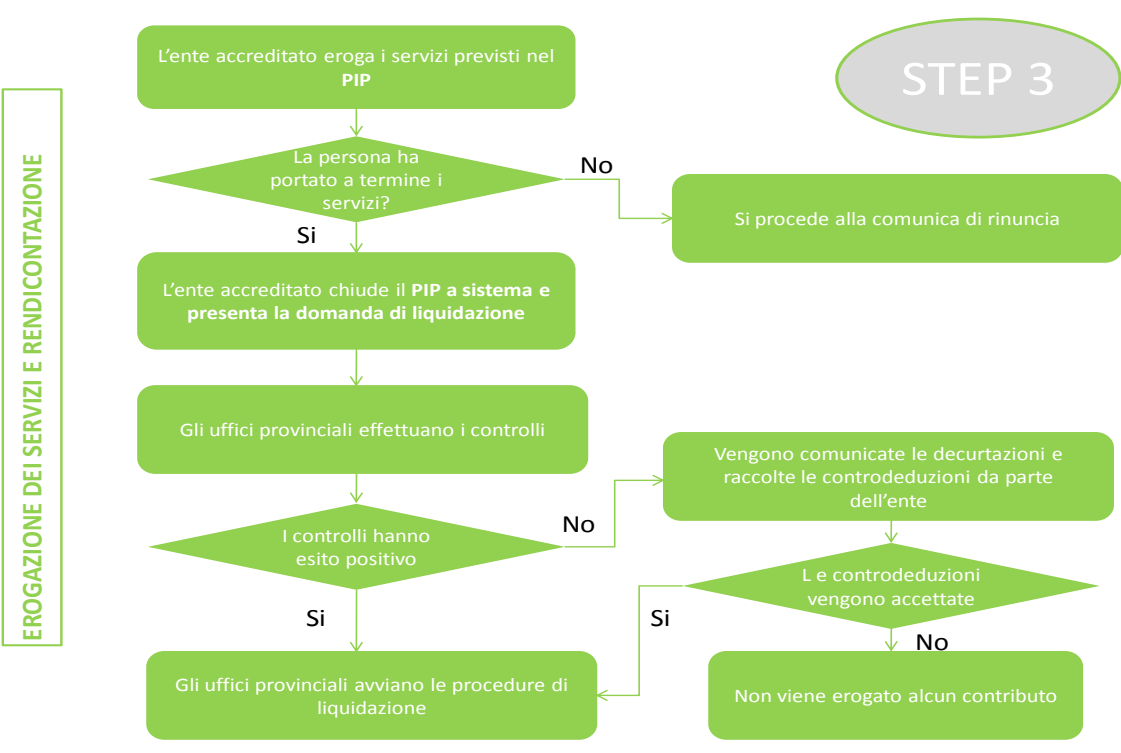 STEP 3
EROGAZIONE DEI SERVIZI E RENDICONTAZIONE
L'ente accreditato eroga i servizi previsti nel
PIP
La persona ha
portato a termine i
servizi?
No
Si procede alla comunica di rinuncia
Si
L'ente accreditato chiude il PIP a sistema e
presenta la domanda di liquidazione
Gli uffici provinciali effettuano i controlli
I controlli hanno
esito positivo
No
Vengono comunicate le decurtazioni e
raccolte le controdeduzioni da parte
dell'ente
L e controdeduzioni
vengono accettate
Si
Si
No
Gli uffici provinciali avviano le procedure di
liquidazione
Non viene erogato alcun contributo